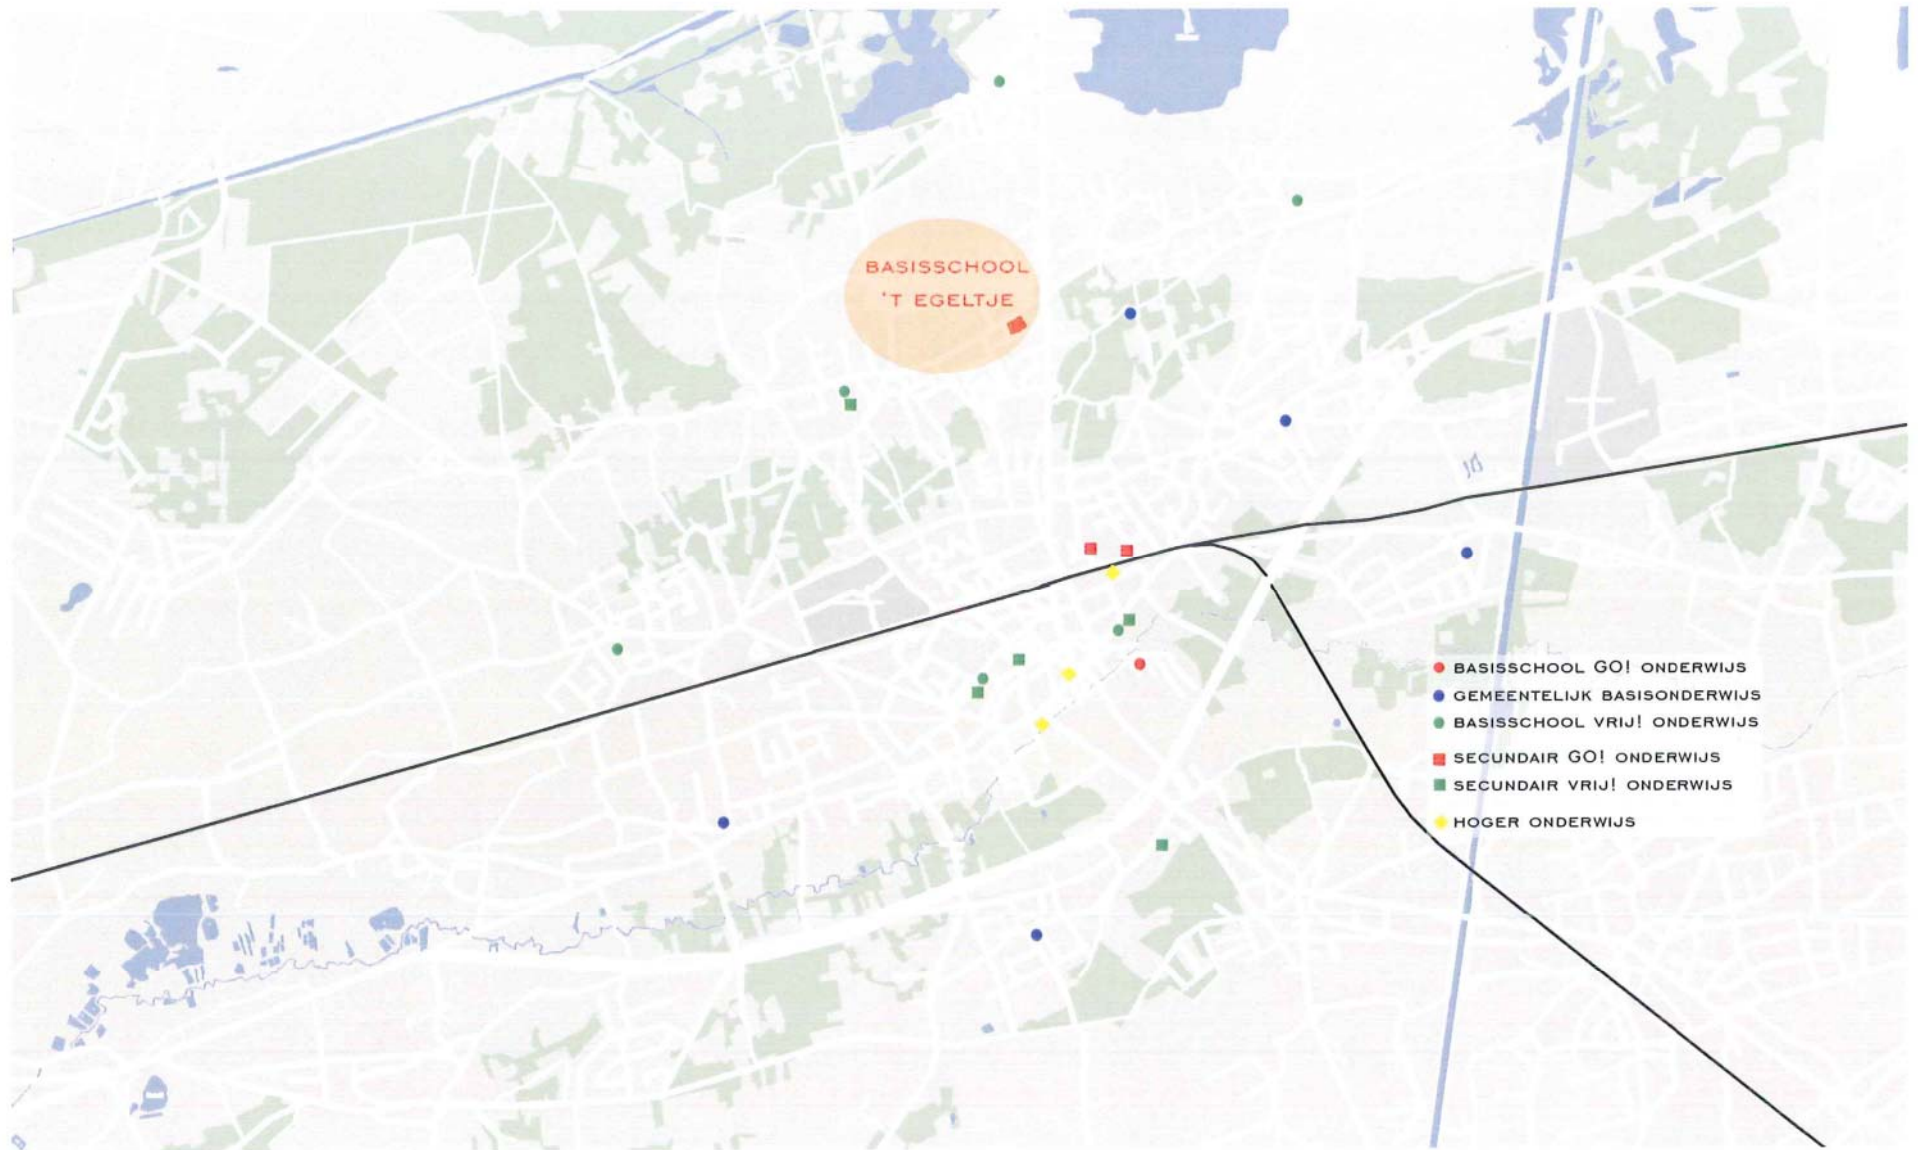 BASISSCHOOL
'T EGELTJE
BASISSCHOOL GO! ONDERWIJS
GEMEENTELIJK BASISONDERWIJS
BASISSCHOOL VRIJ! ONDERWIJS
SECUNDAIR GO! ONDERWIJS
SECUNDAIR VRIJ! ONDERWIJS
HOGER ONDERWIJS